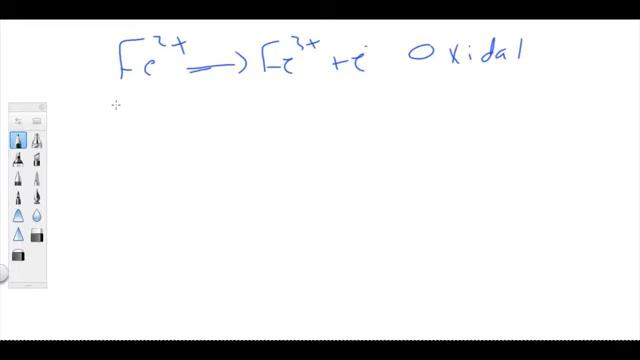 Fe²⁺ → Fe³⁺ + e⁻ Oxidal